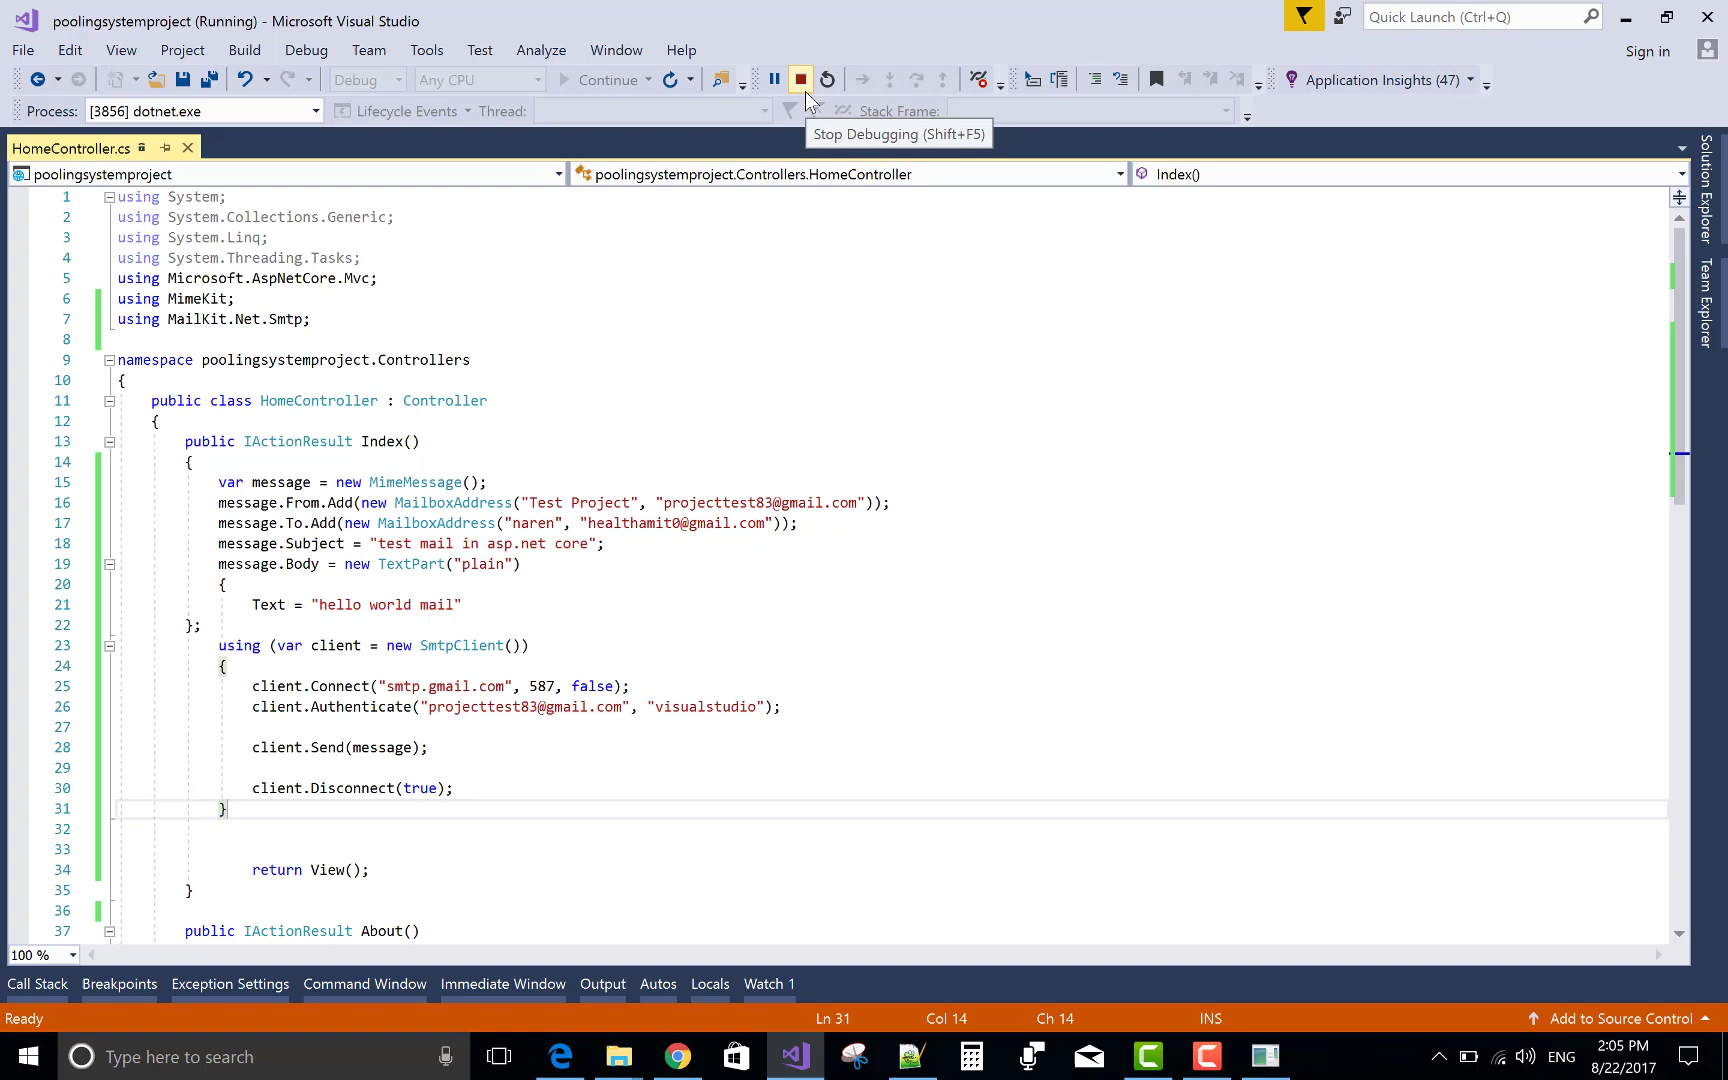 poolingsystemproject (Running) - Microsoft Visual Studio
Quick Launch (Ctrl+Q)
File Edit View Project Build Debug Team Tools Test Analyze Window Help
Sign in
Debug Any CPU Continue Application Insights (47)
Process: [3856] dotnet.exe Lifecycle Events Thread: Stack Frame:
Stop Debugging (Shift+F5)
HomeController.cs
poolingsystemproject poolingsystemproject.Controllers.HomeController Index()
1 using System;
2 using System.Collections.Generic;
3 using System.Linq;
4 using System.Threading.Tasks;
5 using Microsoft.AspNetCore.Mvc;
6 using MimeKit;
7 using MailKit.Net.Smtp;
8
9 namespace poolingsystemproject.Controllers
10 {
11 public class HomeController : Controller
12 {
13 public IActionResult Index()
14 {
15 var message = new MimeMessage();
16 message.From.Add(new MailboxAddress("Test Project", "projecttest83@gmail.com"));
17 message.To.Add(new MailboxAddress("naren", "healthamit0@gmail.com"));
18 message.Subject = "test mail in asp.net core";
19 message.Body = new TextPart("plain")
20 {
21 Text = "hello world mail"
22 };
23 using (var client = new SmtpClient())
24 {
25 client.Connect("smtp.gmail.com", 587, false);
26 client.Authenticate("projecttest83@gmail.com", "visualstudio");
27
28 client.Send(message);
29
30 client.Disconnect(true);
31 }
32
33
34 return View();
35 }
36
37 public IActionResult About()
Solution Explorer
Team Explorer
100 %
Call Stack Breakpoints Exception Settings Command Window Immediate Window Output Autos Locals Watch 1
Ready Ln 31 Col 14 Ch 14 INS Add to Source Control
Type here to search
ENG
2:05 PM
8/22/2017